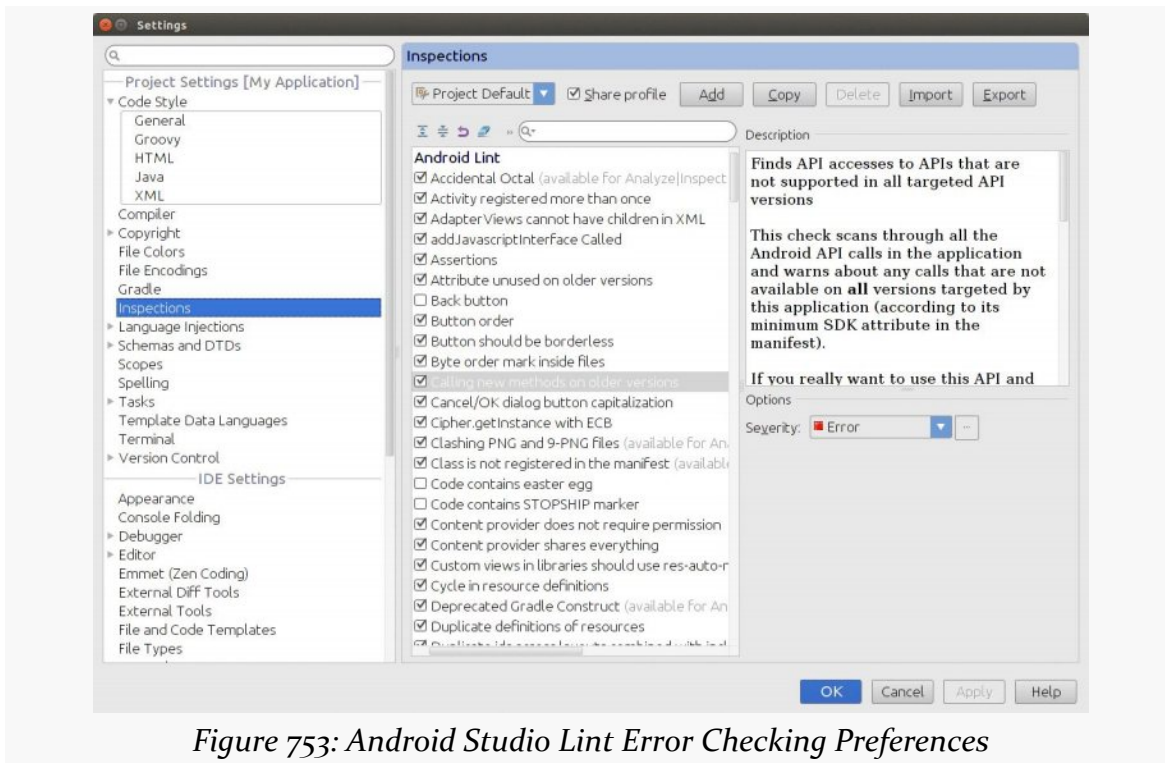 Settings
Project Settings [My Application]
Code Style
General
Groovy
HTML
Java
XML
Compiler
Copyright
File Colors
File Encodings
Gradle
Inspections
Language Injections
Schemas and DTDs
Scopes
Spelling
Tasks
Template Data Languages
Terminal
Version Control
IDE Settings
Appearance
Console Folding
Debugger
Editor
Emmet (Zen Coding)
External Diff Tools
External Tools
File and Code Templates
File Types
Inspections
Project Default Share profile Add Copy Delete Import Export
Android Lint
Accidental Octal (available for Analyze|Inspect
Activity registered more than once
AdapterViews cannot have children in XML
addJavascriptInterface Called
Assertions
Attribute unused on older versions
Back button
Button order
Button should be borderless
Byte order mark inside files
Calling new methods on older versions
Cancel/OK dialog button capitalization
Cipher.getInstance with ECB
Clashing PNG and 9-PNG files (available for An
Class is not registered in the manifest (availabl
Code contains easter egg
Code contains STOPSHIP marker
Content provider does not require permission
Content provider shares everything
Custom views in libraries should use res-auto-n
Cycle in resource definitions
Deprecated Gradle Construct (available for An
Duplicate definitions of resources
Description
Finds API accesses to APIs that are
not supported in all targeted API
versions
This check scans through all the
Android API calls in the application
and warns about any calls that are not
available on all versions targeted by
this application (according to its
minimum SDK attribute in the
manifest).
If you really want to use this API and
Options
Severity: Error
OK Cancel Apply Help
Figure 753: Android Studio Lint Error Checking Preferences